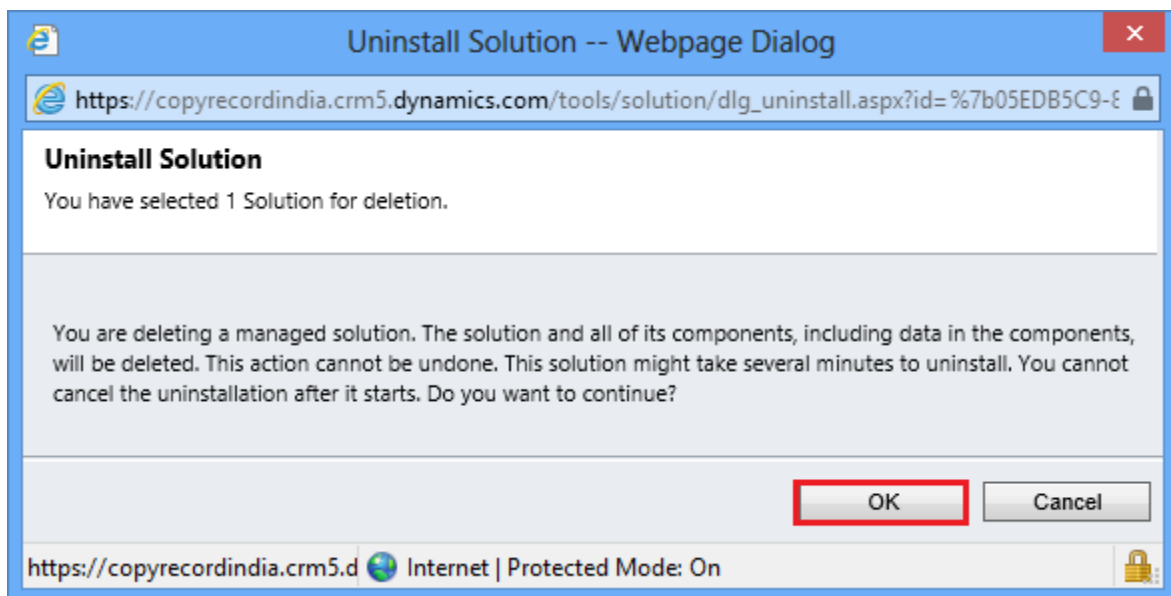 Uninstall Solution -- Webpage Dialog
https://copyrecordindia.crm5.dynamics.com/tools/solution/dlg_uninstall.aspx?id=%7b05EDB5C9-
Uninstall Solution
You have selected 1 Solution for deletion.
You are deleting a managed solution. The solution and all of its components, including data in the components,
will be deleted. This action cannot be undone. This solution might take several minutes to uninstall. You cannot
cancel the uninstallation after it starts. Do you want to continue?
OK Cancel
https://copyrecordindia.crm5.d Internet | Protected Mode: On